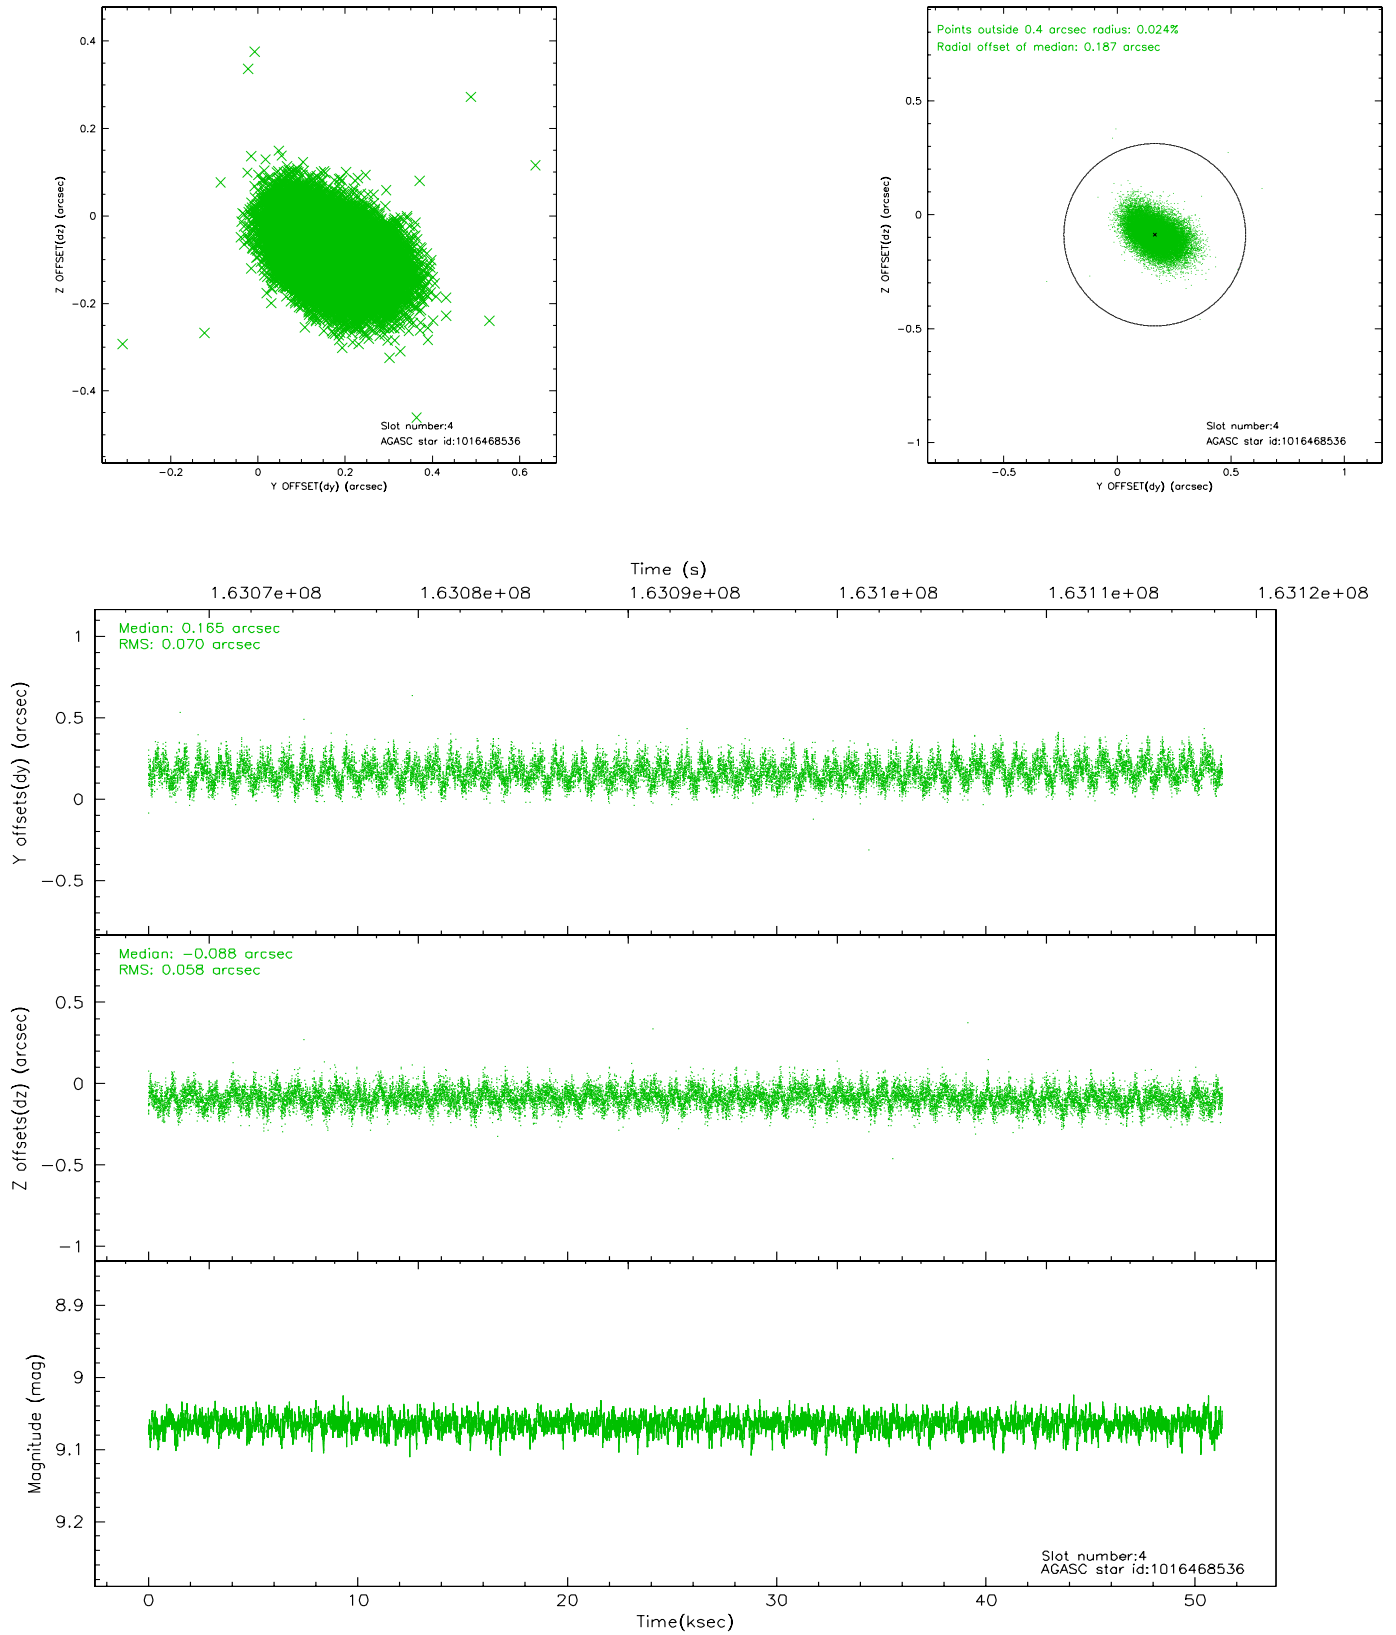 0.4
0.2
0
−0.2
−0.4
Z OFFSET(dz) (arcsec)
Slot number:4
AGASC star id:1016468536
−0.2 0 0.2 0.4 0.6
Y OFFSET(dy) (arcsec)
Points outside 0.4 arcsec radius: 0.024%
Radial offset of median: 0.187 arcsec
0.5
0
−0.5
−1
Z OFFSET(dz) (arcsec)
Slot number:4
AGASC star id:1016468536
−0.5 0 0.5 1
Y OFFSET(dy) (arcsec)
Time (s)
1.6307e+08 1.6308e+08 1.6309e+08 1.631e+08 1.6311e+08 1.6312e+08
Median: 0.165 arcsec
RMS: 0.070 arcsec
1
0.5
0
−0.5
Y offsets(dy) (arcsec)
Median: −0.088 arcsec
RMS: 0.058 arcsec
0.5
0
−0.5
−1
Z offsets(dz) (arcsec)
8.9
9
9.1
9.2
Magnitude (mag)
Slot number:4
AGASC star id:1016468536
0 10 20 30 40 50
Time(ksec)